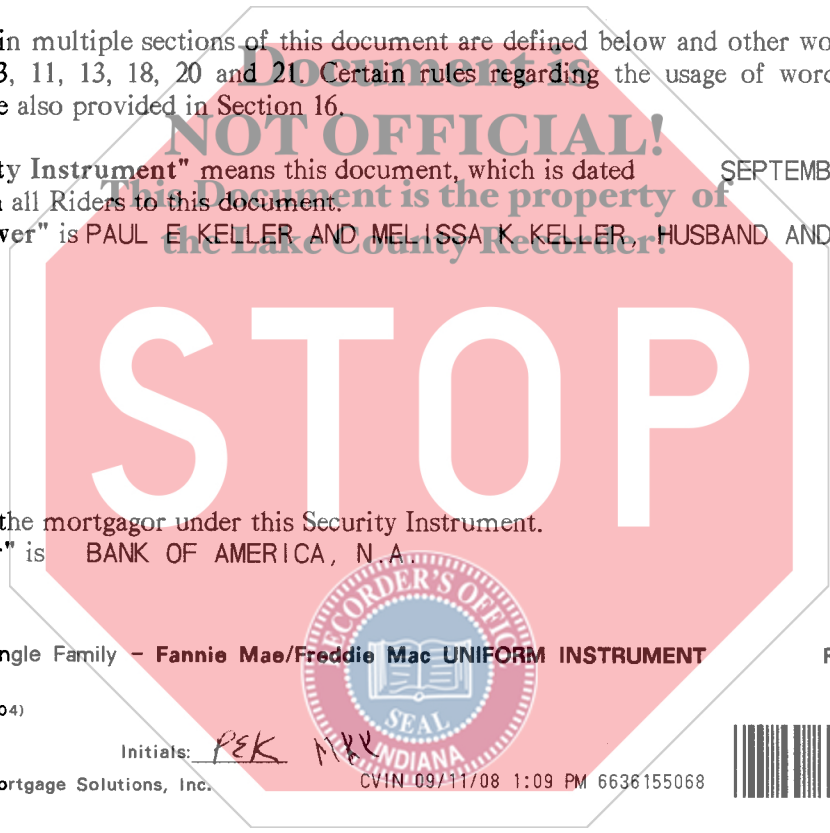 in multiple sections of this document are defined below and other wo
3, 11, 13, 18, 20 and 21. Certain rules regarding the usage of word
e also provided in Section 16.
Document is
NOT OFFICIAL!
This Document is the property of
the Lake County Recorder!
ty Instrument" means this document, which is dated SEPTEMB
all Riders to this document.
wer" is PAUL E KELLER AND MELISSA K KELLER, HUSBAND AND
STOP
the mortgagor under this Security Instrument.
" is BANK OF AMERICA, N.A.
RECORDER'S OFFICE
SEAL
INDIANA
ngle Family - Fannie Mae/Freddie Mac UNIFORM INSTRUMENT
04)
Initials: PEK MKK
ortgage Solutions, Inc.
CVIN 09/11/08 1:09 PM 6636155068